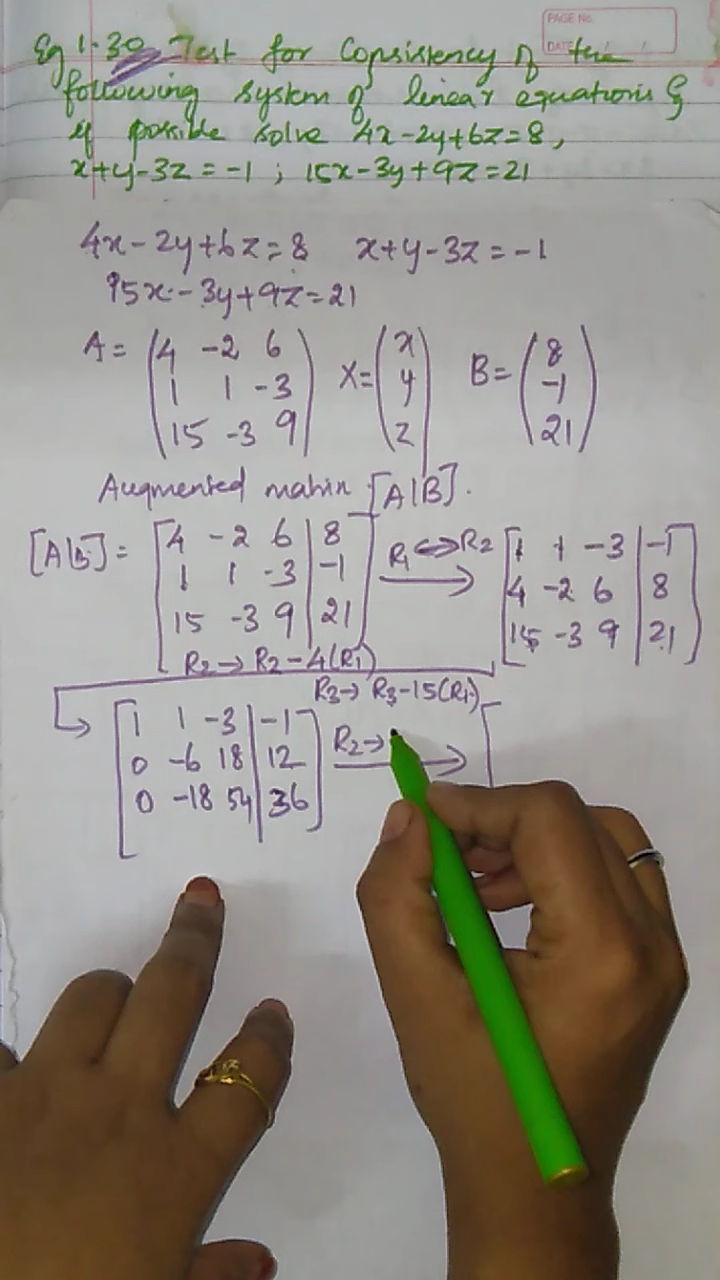 PAGE No.
DATE
Eg 1.30 Test for Consistency of the
following system of linear equations &
if possible solve 4x-2y+6z=8,
x+y-3z=-1; 15x-3y+9z=21
4x-2y+6z=8 x+y-3z=-1
15x-3y+9z=21
A= (4 -2 6 X= (x B= (8
1 1 -3 y -1
15 -3 9) z) 21)
Augmented matrix [A|B].
[A|B] = [4 -2 6 | 8 R1↔R2 [1 1 -3 | -1
1 1 -3 | -1 → 4 -2 6 | 8
15 -3 9 | 21] 15 -3 9 | 21]
R2→R2-4(R1)
R3→R3-15(R1)
[1 1 -3 | -1 R2→
0 -6 18 | 12 → [
0 -18 54 | 36]